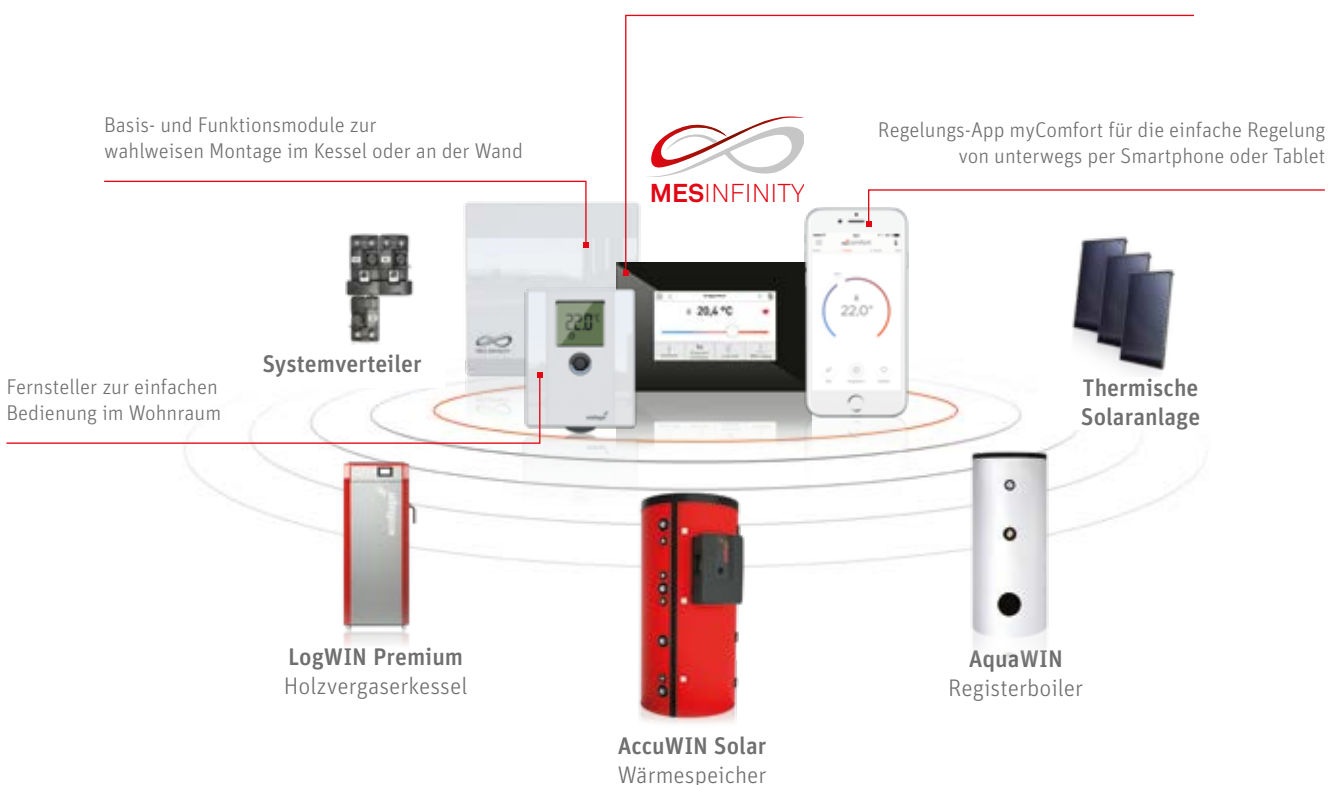 Basis- und Funktionsmodule zur
wahlweisen Montage im Kessel oder an der Wand
MESINFINITY
Regelungs-App myComfort für die einfache Regelung
von unterwegs per Smartphone oder Tablet
Systemverteiler
22.0°
20,4 °C
22,0°
Thermische
Solaranlage
Fernsteller zur einfachen
Bedienung im Wohnraum
LogWIN Premium
Holzvergaserkessel
AccuWIN Solar
Wärmespeicher
AquaWIN
Registerboiler